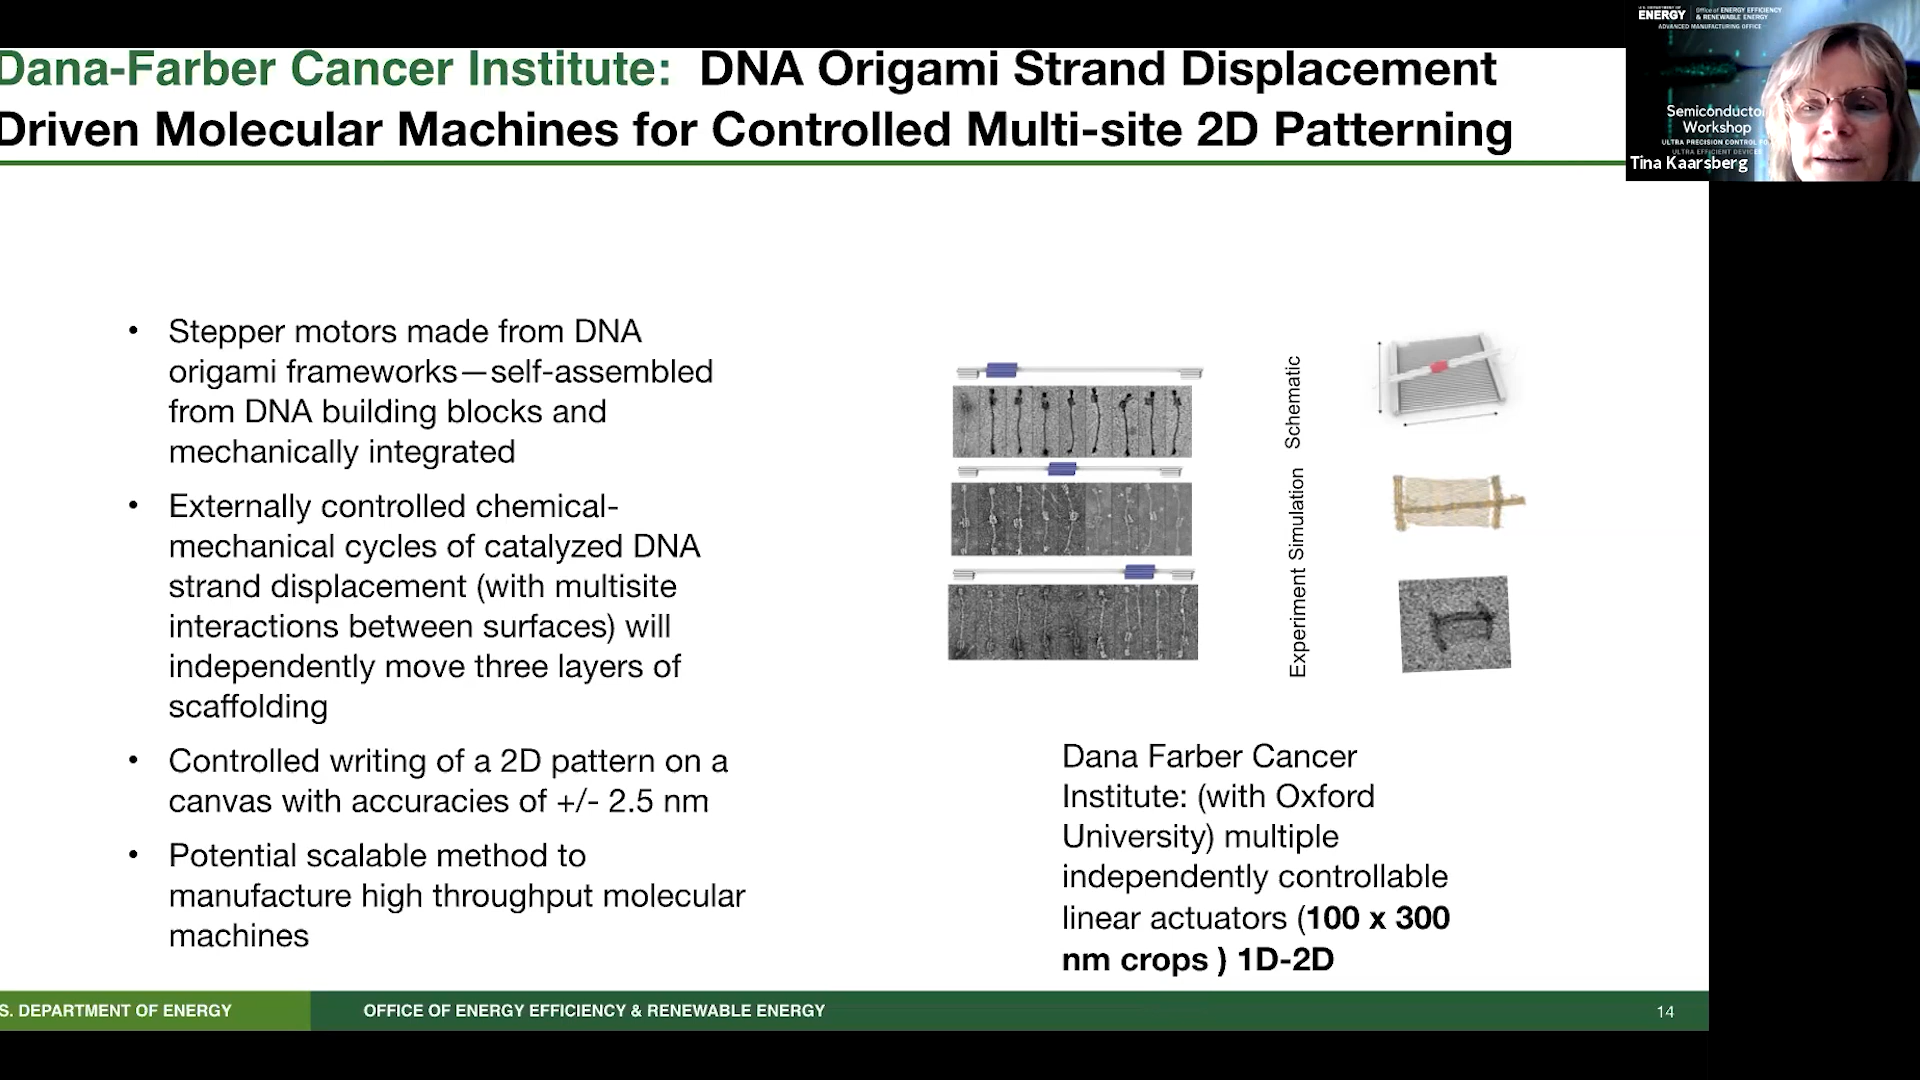 U.S. DEPARTMENT OF
ENERGY
Office of ENERGY EFFICIENCY
& RENEWABLE ENERGY
ADVANCED MANUFACTURING OFFICE
Semiconductor
Workshop
ULTRA PRECISION CONTROL FO
ULTRA EFFICIENT DEVICES
Tina Kaarsberg
Dana-Farber Cancer Institute: DNA Origami Strand Displacement
Driven Molecular Machines for Controlled Multi-site 2D Patterning
• Stepper motors made from DNA
origami frameworks—self-assembled
from DNA building blocks and
mechanically integrated
• Externally controlled chemical-
mechanical cycles of catalyzed DNA
strand displacement (with multisite
interactions between surfaces) will
independently move three layers of
scaffolding
• Controlled writing of a 2D pattern on a
canvas with accuracies of +/- 2.5 nm
• Potential scalable method to
manufacture high throughput molecular
machines
Schematic
Simulation
Experiment
Dana Farber Cancer
Institute: (with Oxford
University) multiple
independently controllable
linear actuators (100 x 300
nm crops ) 1D-2D
S. DEPARTMENT OF ENERGY
OFFICE OF ENERGY EFFICIENCY & RENEWABLE ENERGY
14